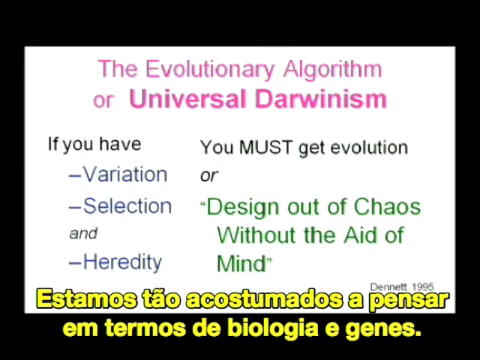 The Evolutionary Algorithm
or Universal Darwinism
If you have
–Variation
–Selection
and
–Heredity
You MUST get evolution
or
“Design out of Chaos
Without the Aid of
Mind”
Dennett 1995
Estamos tão acostumados a pensar
em termos de biologia e genes.